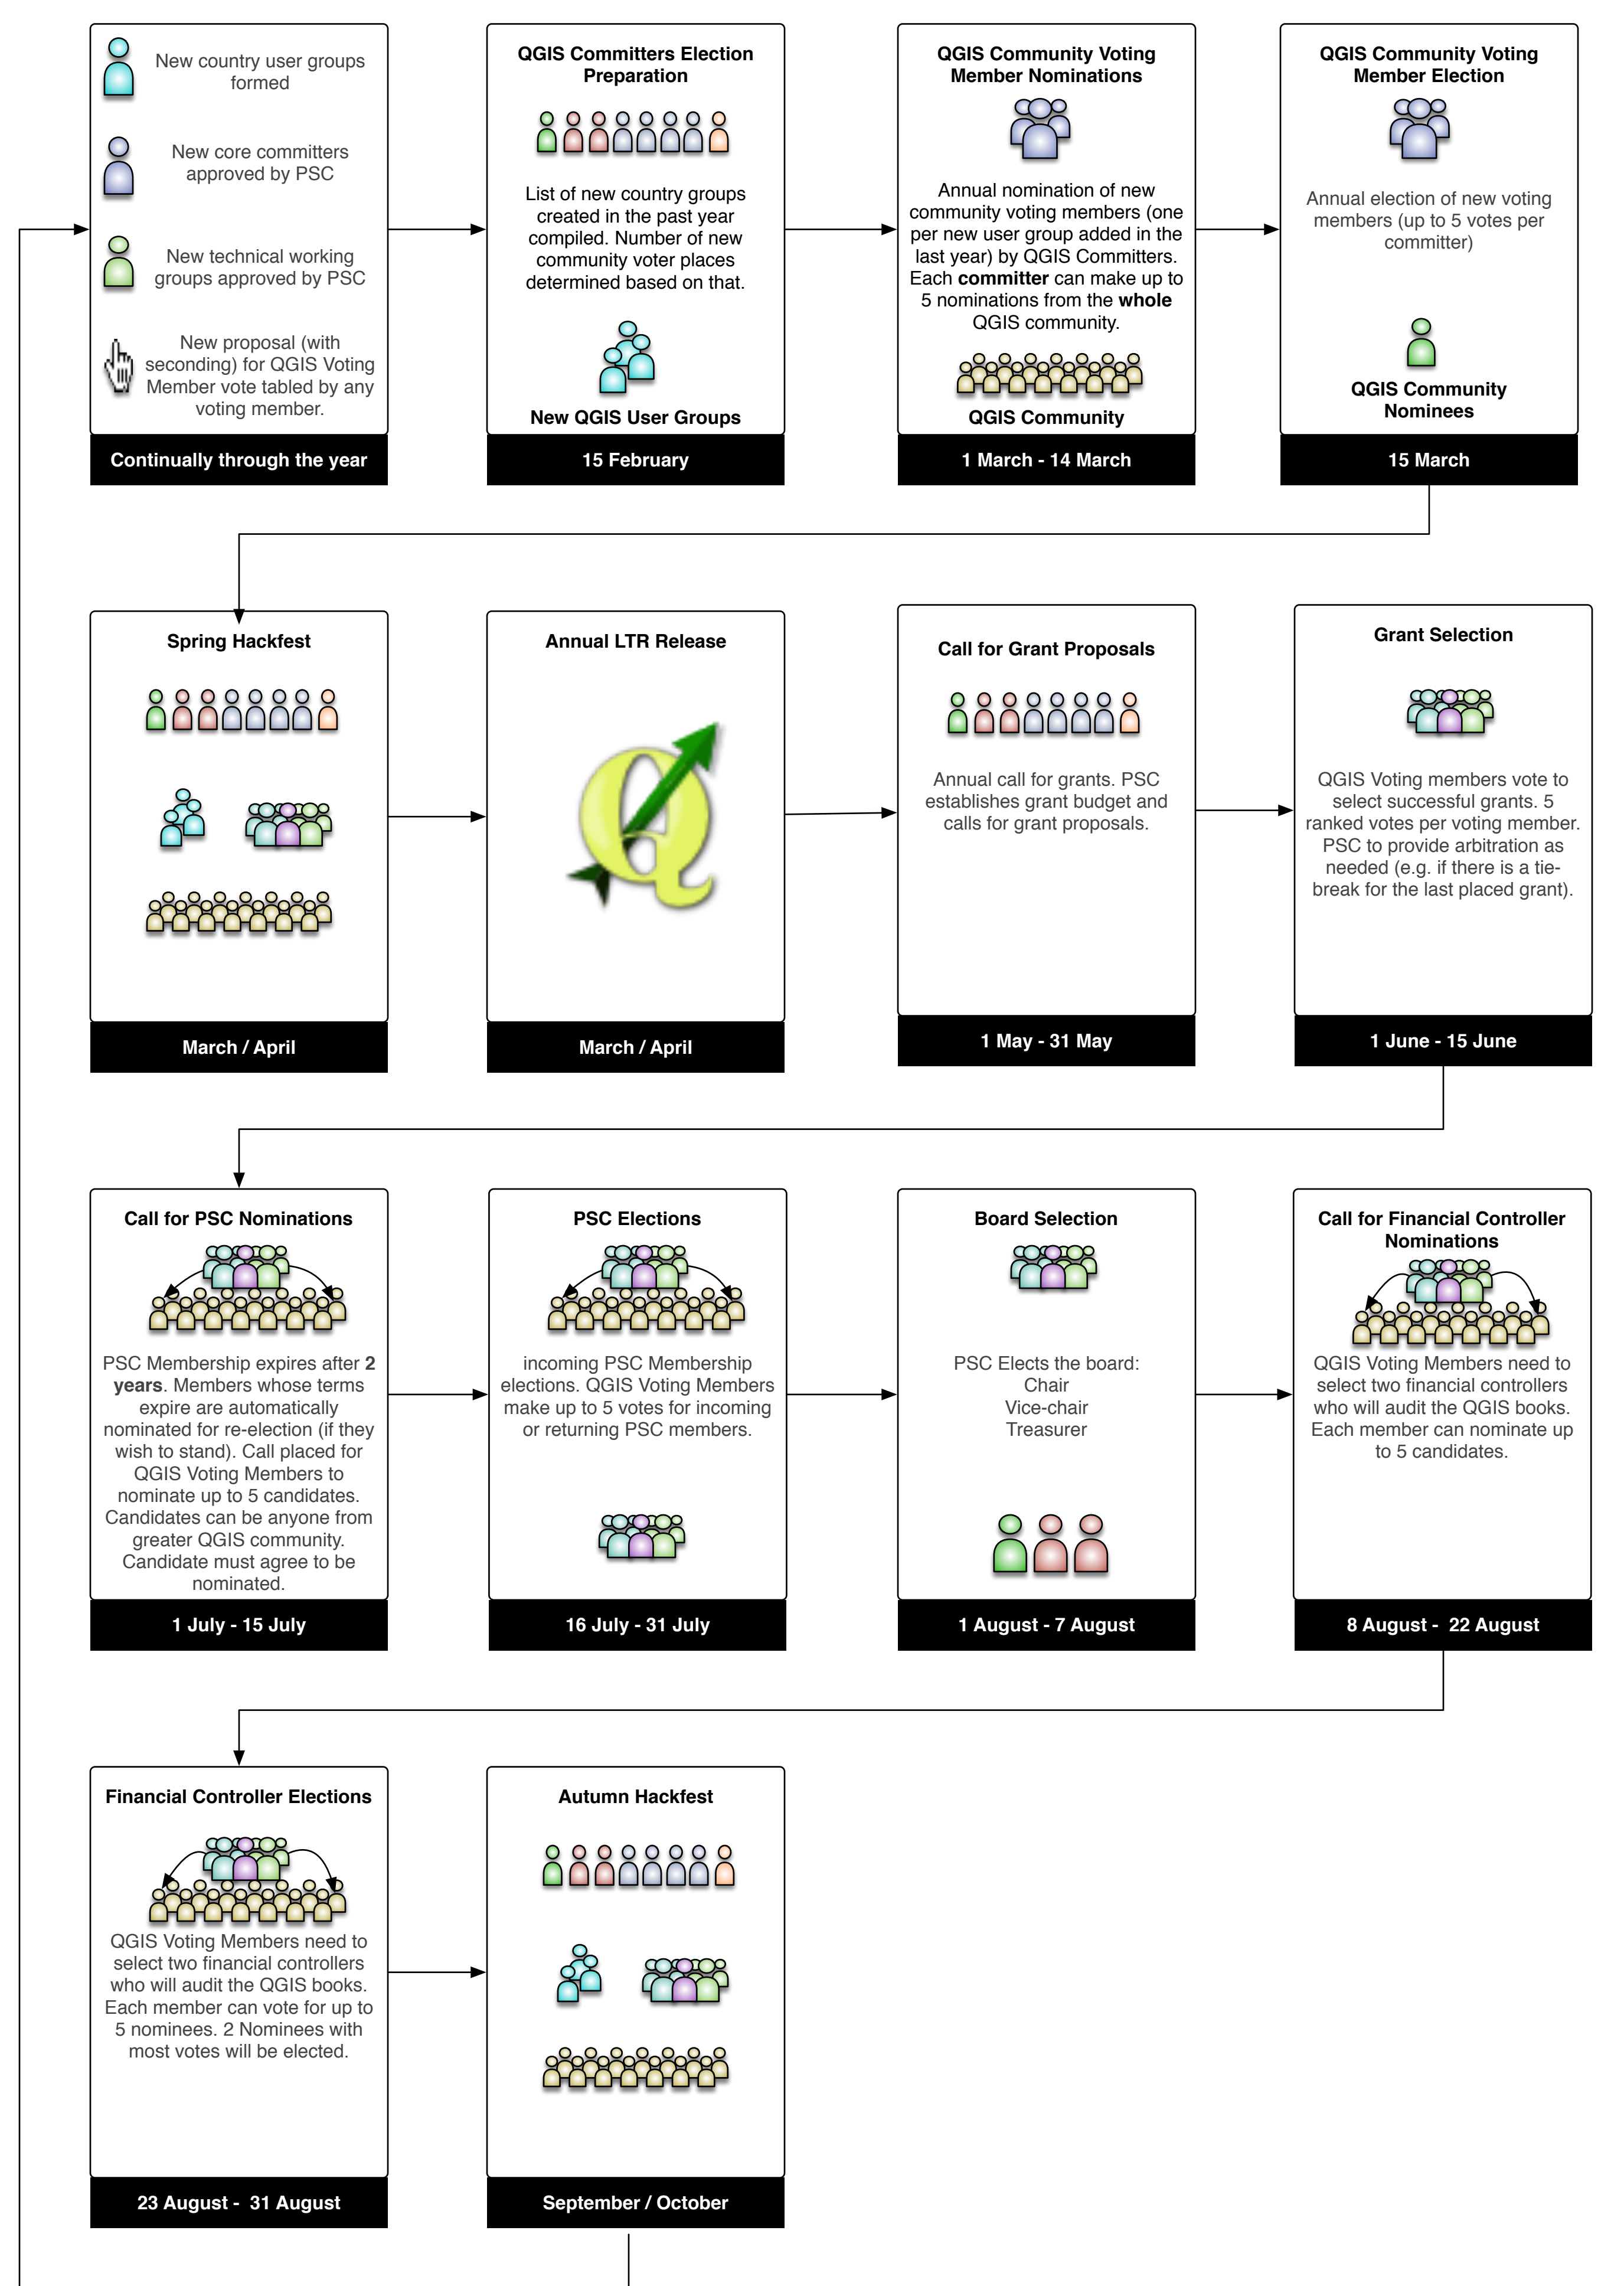 New country user groups
formed
New core committers
approved by PSC
New technical working
groups approved by PSC
New proposal (with
seconding) for QGIS Voting
Member vote tabled by any
voting member.
Continually through the year
QGIS Committers Election
Preparation
List of new country groups
created in the past year
compiled. Number of new
community voter places
determined based on that.
New QGIS User Groups
15 February
QGIS Community Voting
Member Nominations
Annual nomination of new
community voting members (one
per new user group added in the
last year) by QGIS Committers.
Each committer can make up to
5 nominations from the whole
QGIS community.
QGIS Community
1 March - 14 March
QGIS Community Voting
Member Election
Annual election of new voting
members (up to 5 votes per
committer)
QGIS Community
Nominees
15 March
Spring Hackfest
March / April
Annual LTR Release
March / April
Call for Grant Proposals
Annual call for grants. PSC
establishes grant budget and
calls for grant proposals.
1 May - 31 May
Grant Selection
QGIS Voting members vote to
select successful grants. 5
ranked votes per voting member.
PSC to provide arbitration as
needed (e.g. if there is a tie-
break for the last placed grant).
1 June - 15 June
Call for PSC Nominations
PSC Membership expires after 2
years. Members whose terms
expire are automatically
nominated for re-election (if they
wish to stand). Call placed for
QGIS Voting Members to
nominate up to 5 candidates.
Candidates can be anyone from
greater QGIS community.
Candidate must agree to be
nominated.
1 July - 15 July
PSC Elections
incoming PSC Membership
elections. QGIS Voting Members
make up to 5 votes for incoming
or returning PSC members.
16 July - 31 July
Board Selection
PSC Elects the board:
Chair
Vice-chair
Treasurer
1 August - 7 August
Call for Financial Controller
Nominations
QGIS Voting Members need to
select two financial controllers
who will audit the QGIS books.
Each member can nominate up
to 5 candidates.
8 August - 22 August
Financial Controller Elections
QGIS Voting Members need to
select two financial controllers
who will audit the QGIS books.
Each member can vote for up to
5 nominees. 2 Nominees with
most votes will be elected.
23 August - 31 August
Autumn Hackfest
September / October